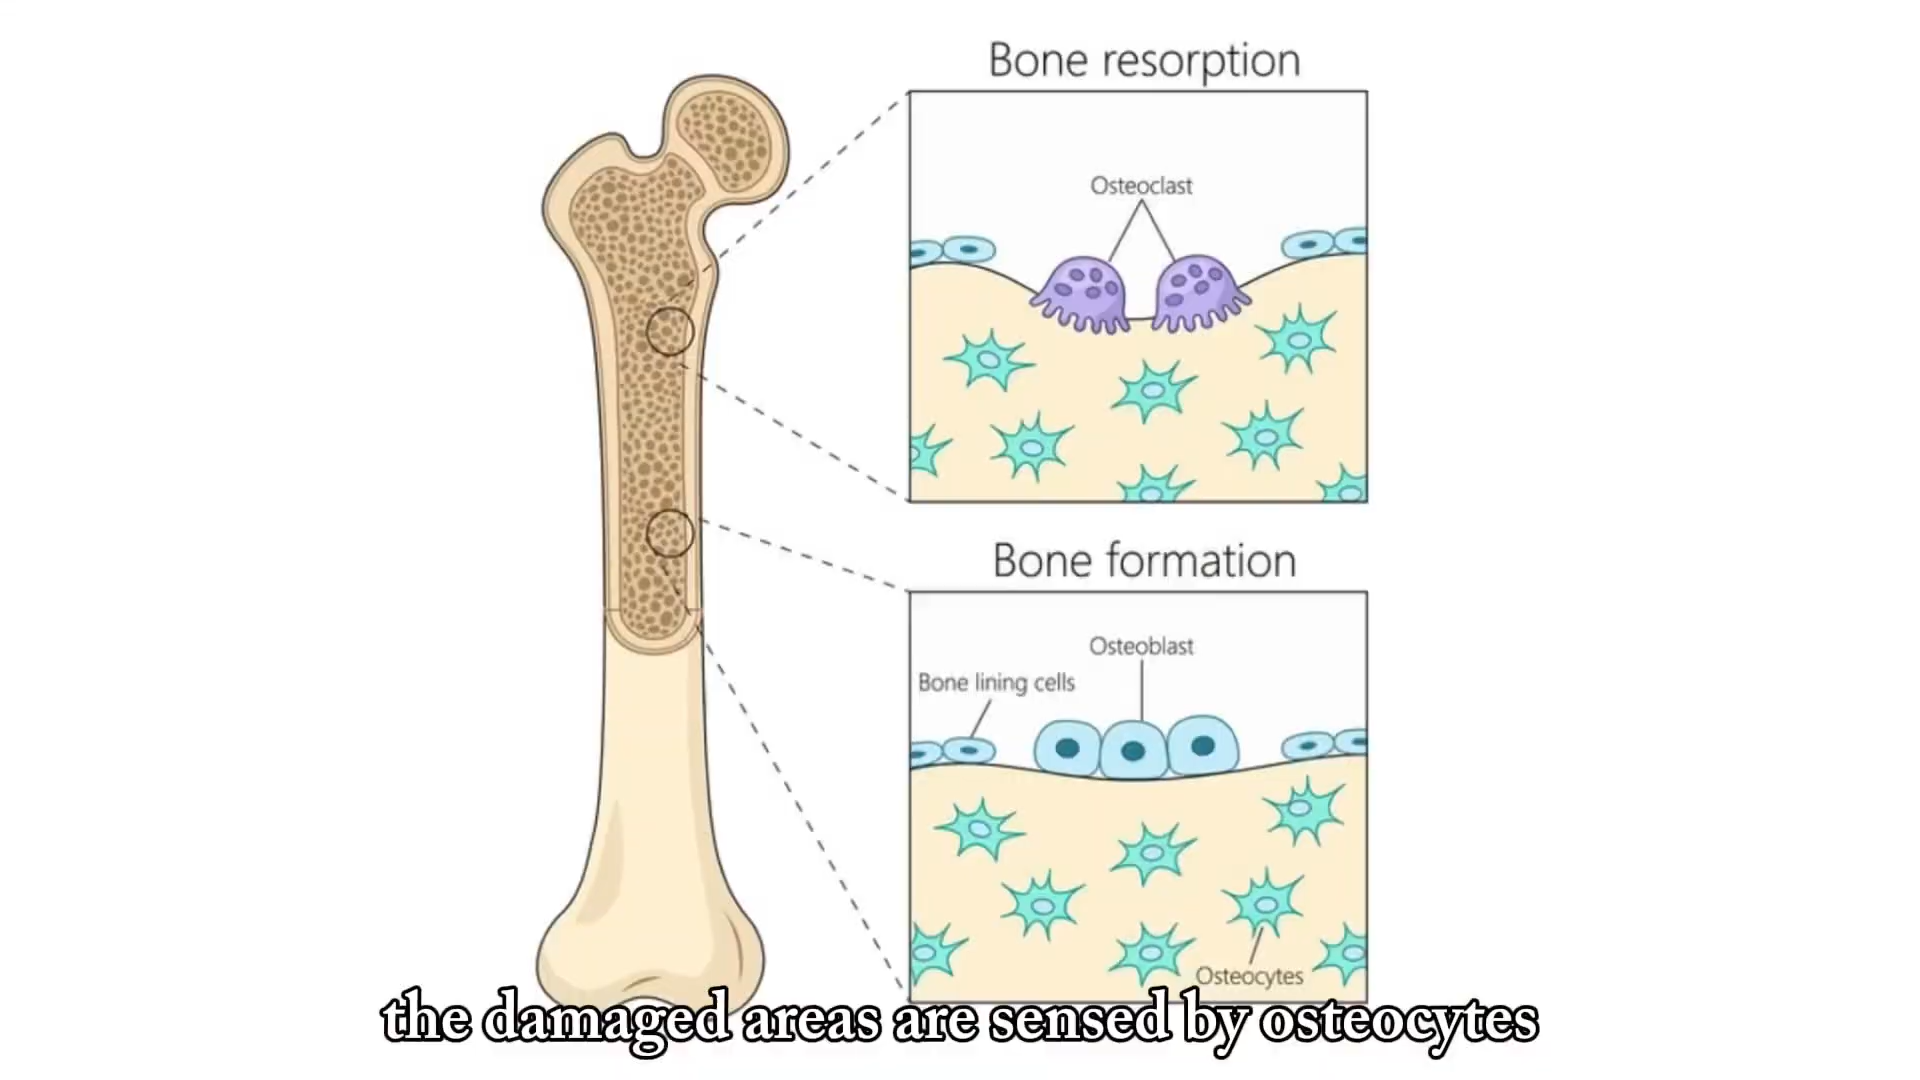 Bone resorption
Osteoclast
Bone formation
Osteoblast
Bone lining cells
Osteocytes
the damaged areas are sensed by osteocytes